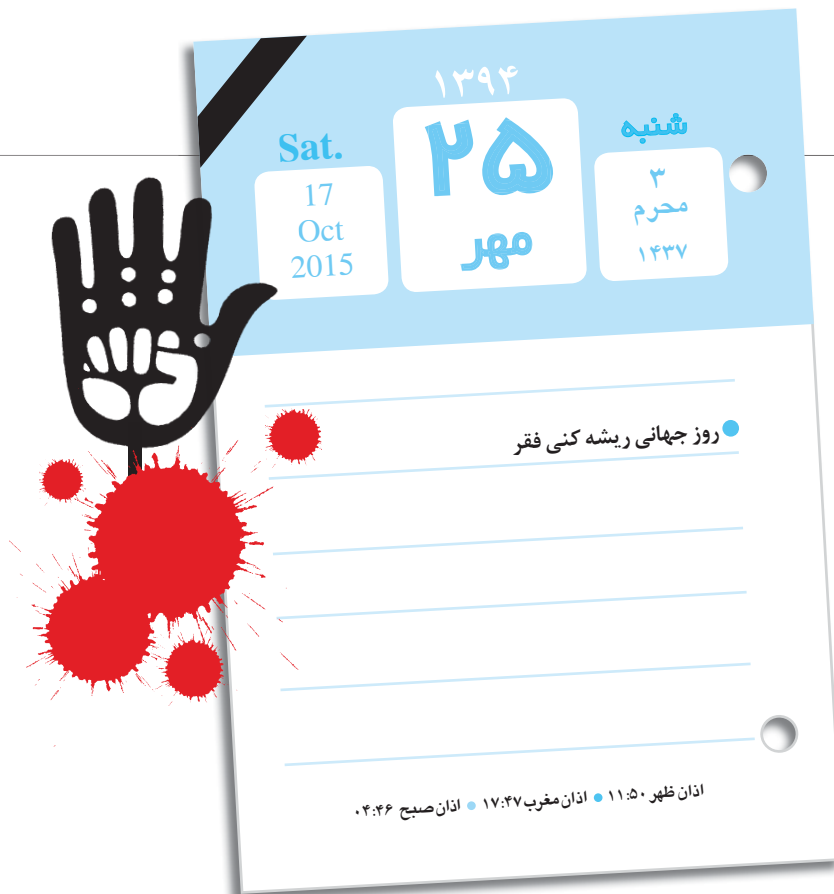 ۱۳۹۴
شنبه
۳
محرم
۱۴۳۷
۲۵
مهر
Sat.
17
Oct
2015
روز جهانی ریشه کنی فقر
اذان ظهر ۱۱:۵۰ اذان مغرب ۱۷:۴۷ اذان صبح ۰۴:۴۶